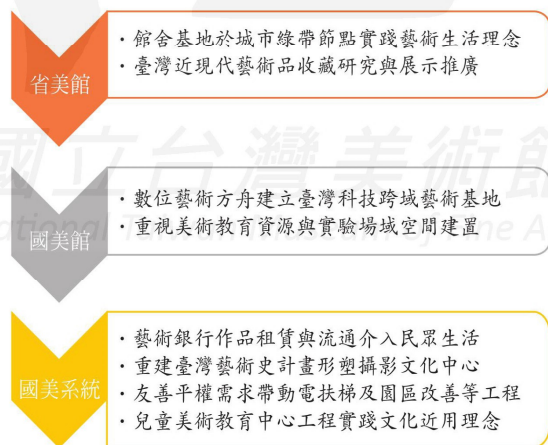 省美館
・館舍基地於城市綠帶節點實踐藝術生活理念
・臺灣近現代藝術品收藏研究與展示推廣
國立台灣美術館
國美館
・數位藝術方舟建立臺灣科技跨域藝術基地
・重視美術教育資源與實驗場域空間建置
國美系統
・藝術銀行作品租賃與流通介入民眾生活
・重建臺灣藝術史計畫形塑攝影文化中心
・友善平權需求帶動電扶梯及園區改善等工程
・兒童美術教育中心工程實踐文化近用理念